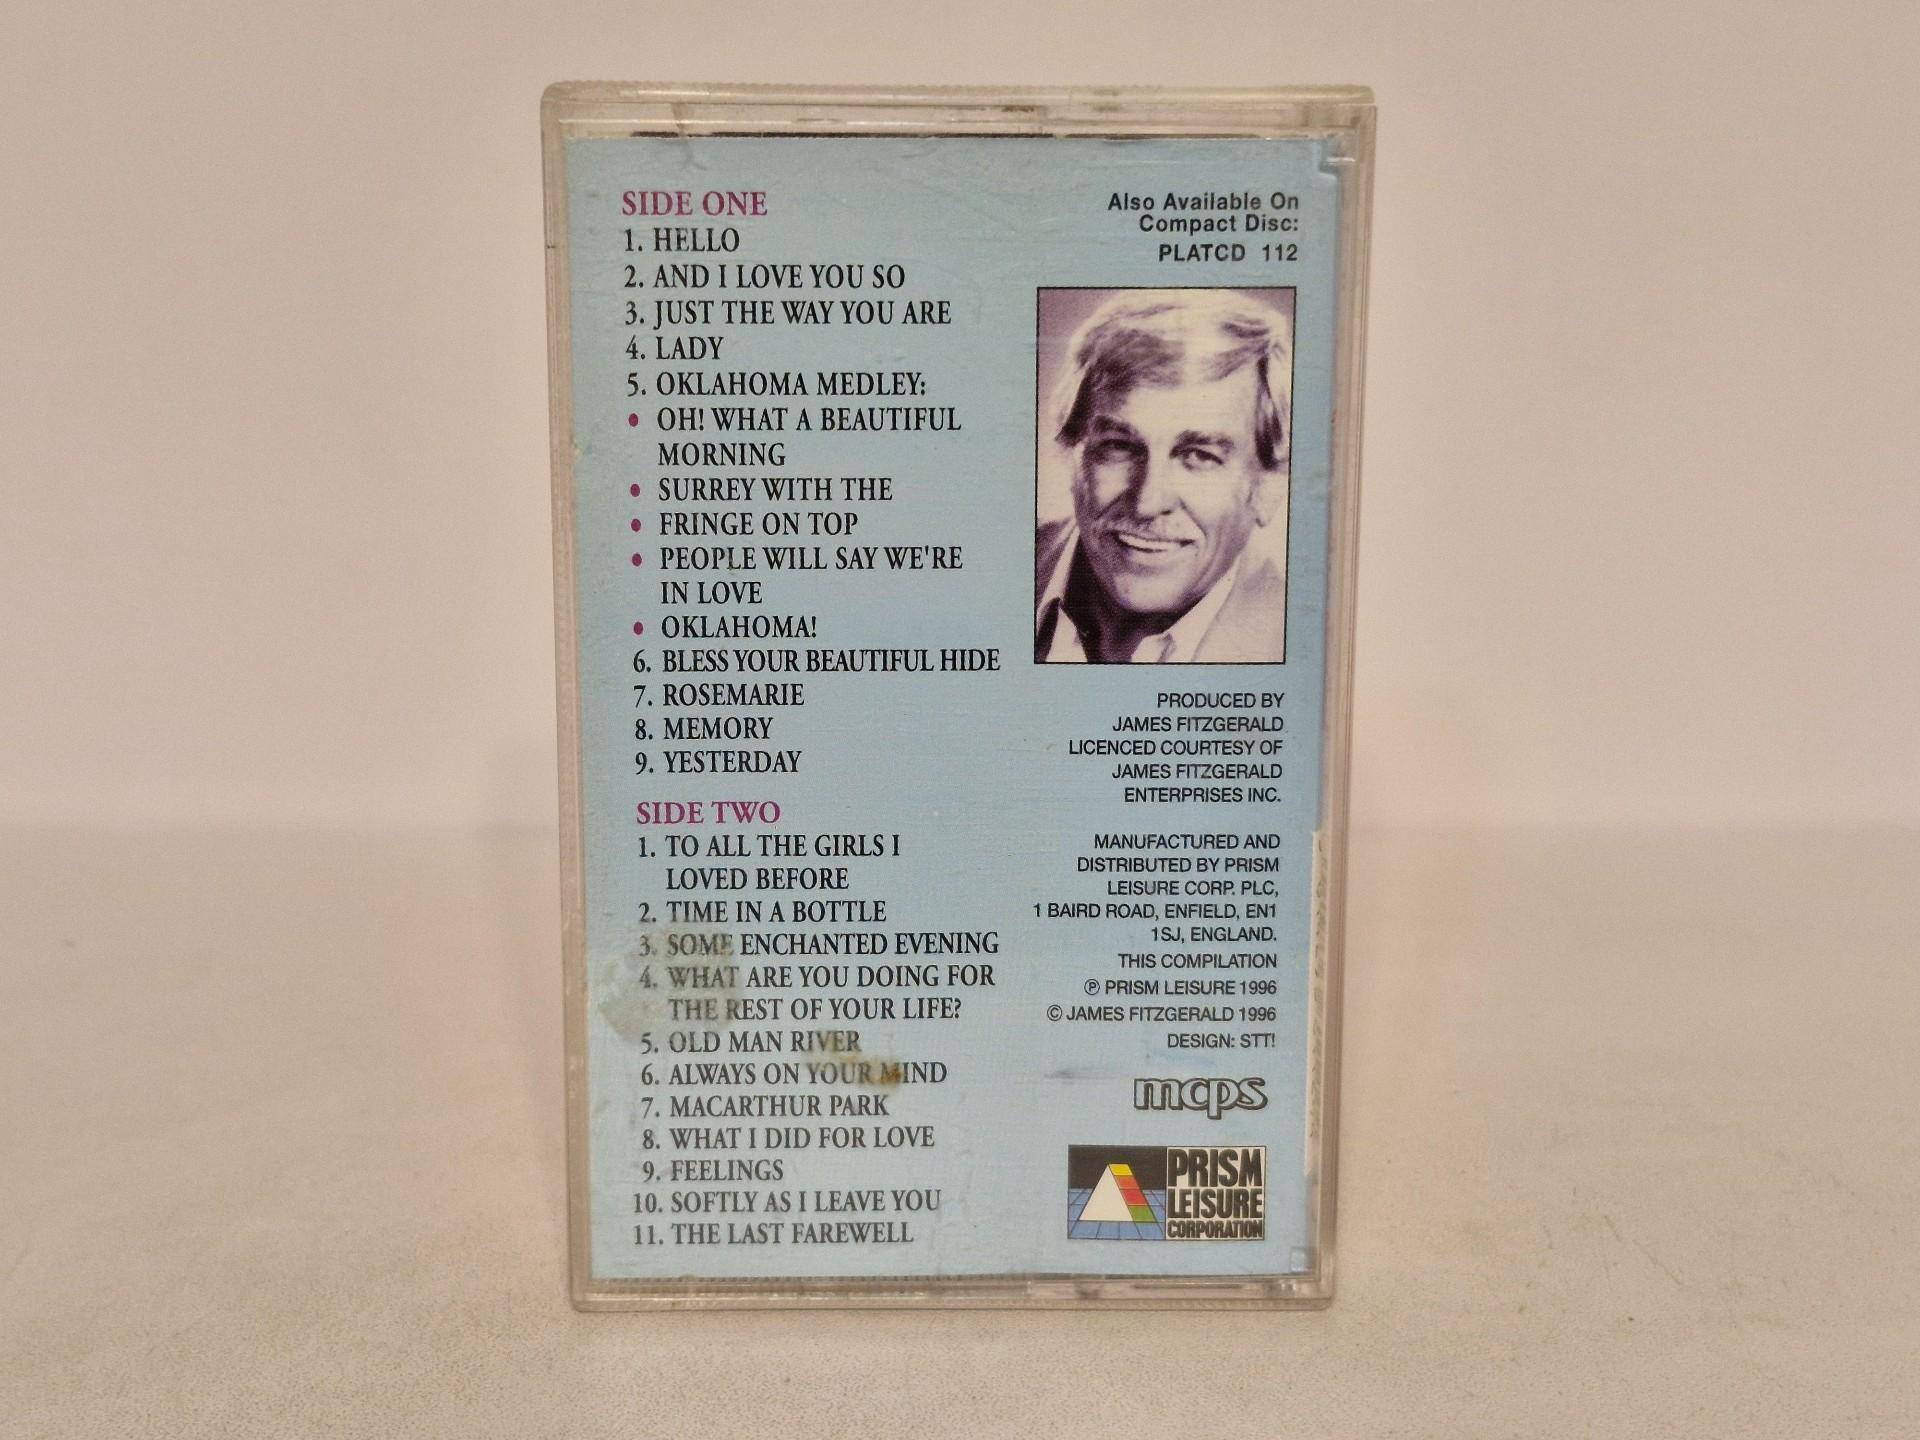 SIDE ONE
1. HELLO
2. AND I LOVE YOU SO
3. JUST THE WAY YOU ARE
4. LADY
5. OKLAHOMA MEDLEY:
• OH! WHAT A BEAUTIFUL
MORNING
• SURREY WITH THE
• FRINGE ON TOP
• PEOPLE WILL SAY WE'RE
IN LOVE
• OKLAHOMA!
6. BLESS YOUR BEAUTIFUL HIDE
7. ROSEMARIE
8. MEMORY
9. YESTERDAY
SIDE TWO
1. TO ALL THE GIRLS I
LOVED BEFORE
2. TIME IN A BOTTLE
3. SOME ENCHANTED EVENING
4. WHAT ARE YOU DOING FOR
THE REST OF YOUR LIFE?
5. OLD MAN RIVER
6. ALWAYS ON YOUR MIND
7. MACARTHUR PARK
8. WHAT I DID FOR LOVE
9. FEELINGS
10. SOFTLY AS I LEAVE YOU
11. THE LAST FAREWELL
Also Available On
Compact Disc:
PLATCD 112
PRODUCED BY
JAMES FITZGERALD
LICENCED COURTESY OF
JAMES FITZGERALD
ENTERPRISES INC.
MANUFACTURED AND
DISTRIBUTED BY PRISM
LEISURE CORP. PLC,
1 BAIRD ROAD, ENFIELD, EN1
1SJ, ENGLAND.
THIS COMPILATION
℗ PRISM LEISURE 1996
© JAMES FITZGERALD 1996
DESIGN: STT!
mcps
PRISM
LEISURE
CORPORATION